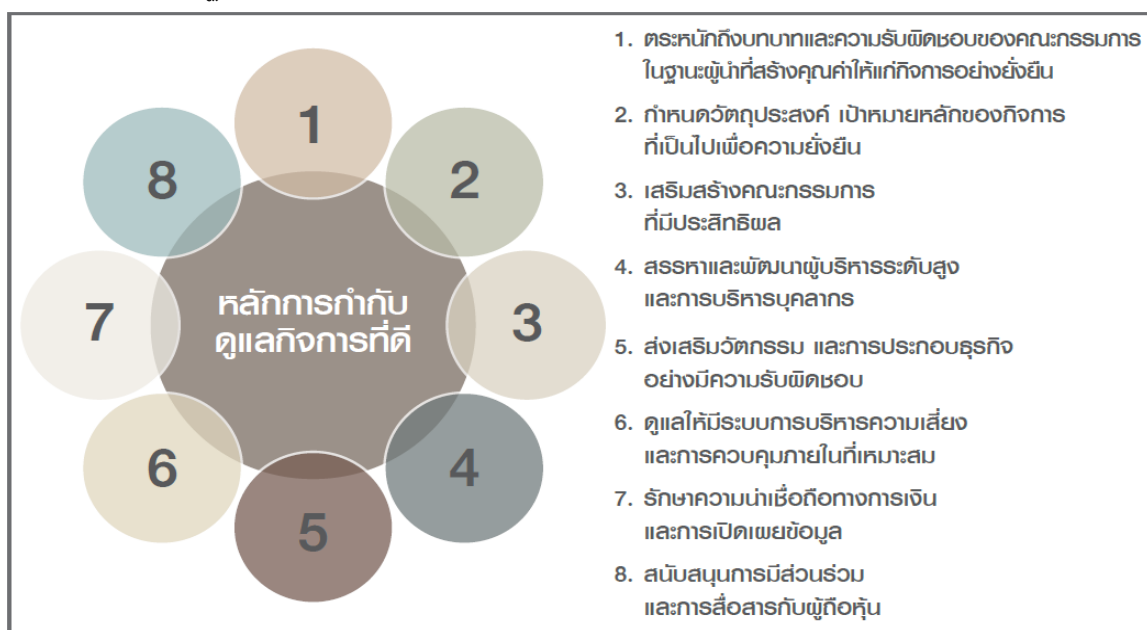 1
2
3
4
5
6
7
8
หลักการกำกับ
ดูแลกิจการที่ดี
1. ตระหนักถึงบทบาทและความรับผิดชอบของคณะกรรมการ
ในฐานะผู้นำที่สร้างคุณค่าให้แก่กิจการอย่างยั่งยืน
2. กำหนดวัตถุประสงค์ เป้าหมายหลักของกิจการ
ที่เป็นไปเพื่อความยั่งยืน
3. เสริมสร้างคณะกรรมการ
ที่มีประสิทธิผล
4. สรรหาและพัฒนาผู้บริหารระดับสูง
และการบริหารบุคลากร
5. ส่งเสริมวัตกรรม และการประกอบธุรกิจ
อย่างมีความรับผิดชอบ
6. ดูแลให้มีระบบการบริหารความเสี่ยง
และการควบคุมภายในที่เหมาะสม
7. รักษาความน่าเชื่อถือทางการเงิน
และการเปิดเผยข้อมูล
8. สนับสนุนการมีส่วนร่วม
และการสื่อสารกับผู้ถือหุ้น